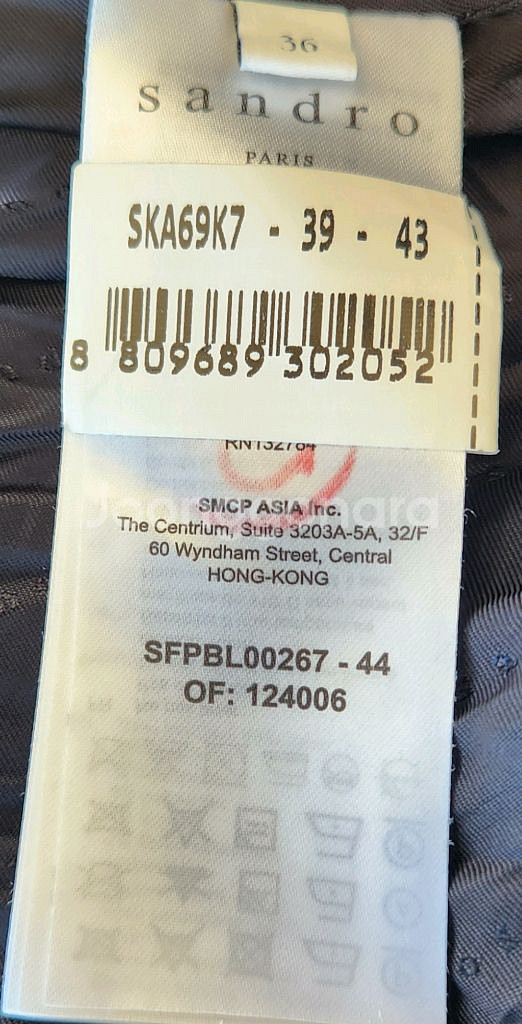 36
sandro
PARIS
SKA69K7 - 39 - 43
8 809689 302052
RN132764
SMCP ASIA Inc.
The Centrium, Suite 3203A-5A, 32/F
60 Wyndham Street, Central
HONG-KONG
SFPBL00267 - 44
OF: 124006